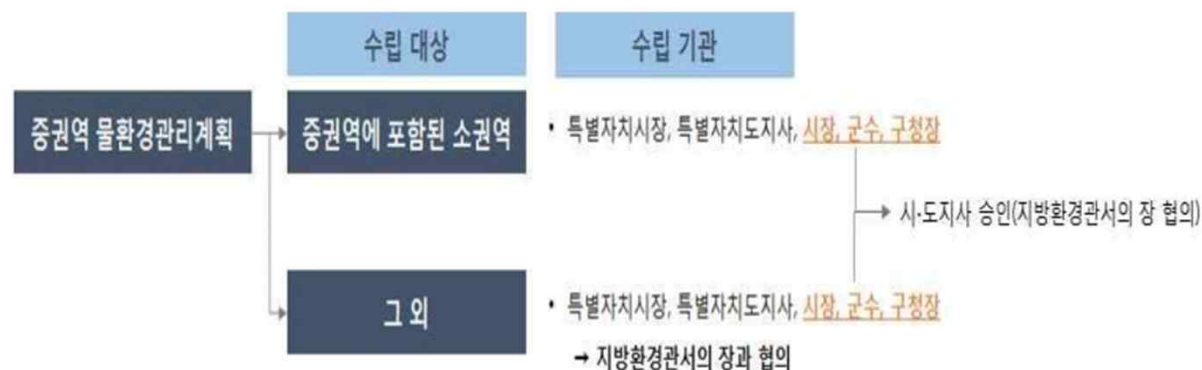 수립 대상
수립 기관
중권역 물환경관리계획
중권역에 포함된 소권역
• 특별자치시장, 특별자치도지사, 시장, 군수, 구청장
시·도지사 승인(지방환경관서의 장 협의)
그 외
• 특별자치시장, 특별자치도지사, 시장, 군수, 구청장
→ 지방환경관서의 장과 협의